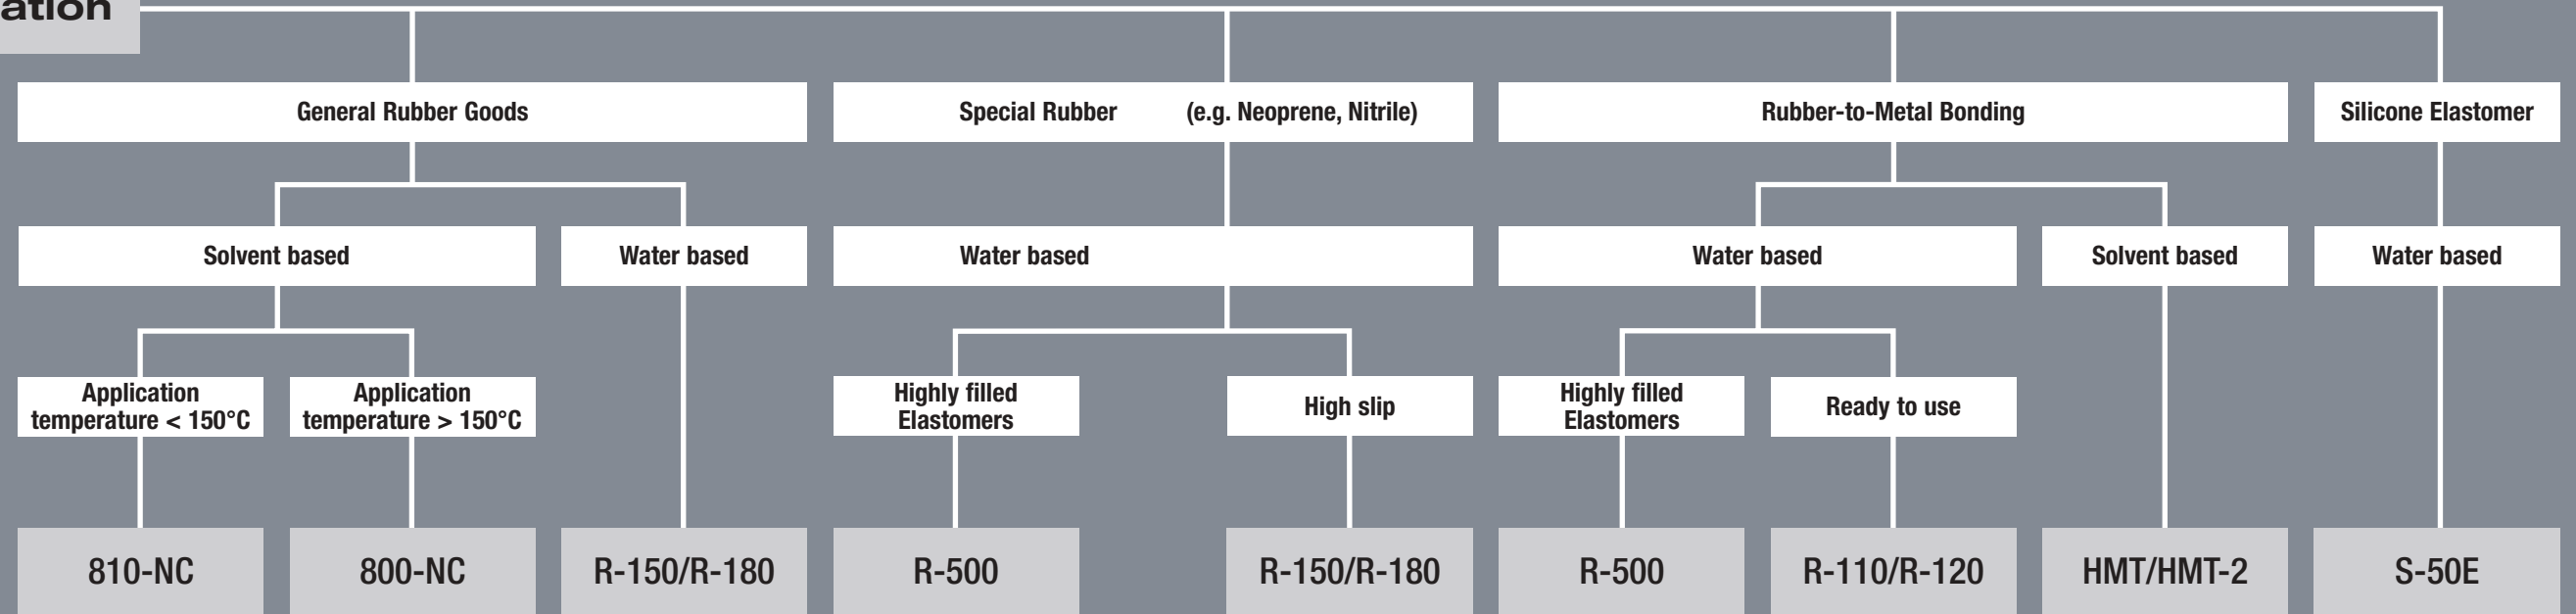 ation
General Rubber Goods
Special Rubber (e.g. Neoprene, Nitrile)
Rubber-to-Metal Bonding
Silicone Elastomer
Solvent based
Water based
Water based
Water based
Solvent based
Water based
Application
temperature < 150°C
Application
temperature > 150°C
Highly filled
Elastomers
High slip
Highly filled
Elastomers
Ready to use
810-NC
800-NC
R-150/R-180
R-500
R-150/R-180
R-500
R-110/R-120
HMT/HMT-2
S-50E